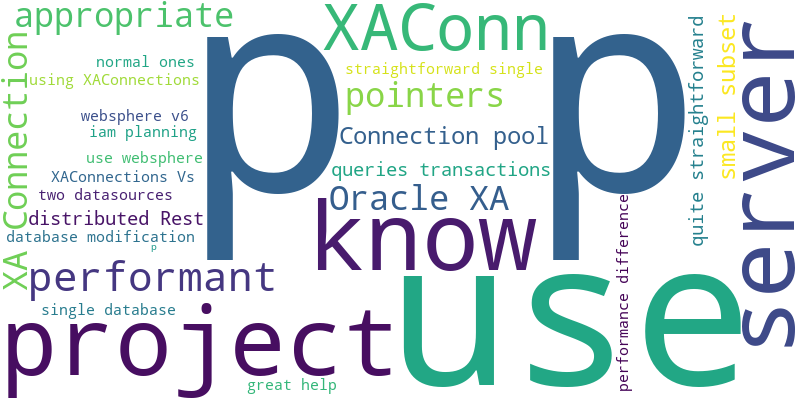 appropriate
p p
XAConn
XA Connection
normal ones
using XAConnections
straightforward single
pointers
quite straightforward
small subset
server
websphere v6
iam planning
Connection pool
use websphere
XAConnections Vs
queries transactions
two datasources
Oracle XA
distributed Rest
know
database modification
p
performant
use
performance difference
single database
project
great help